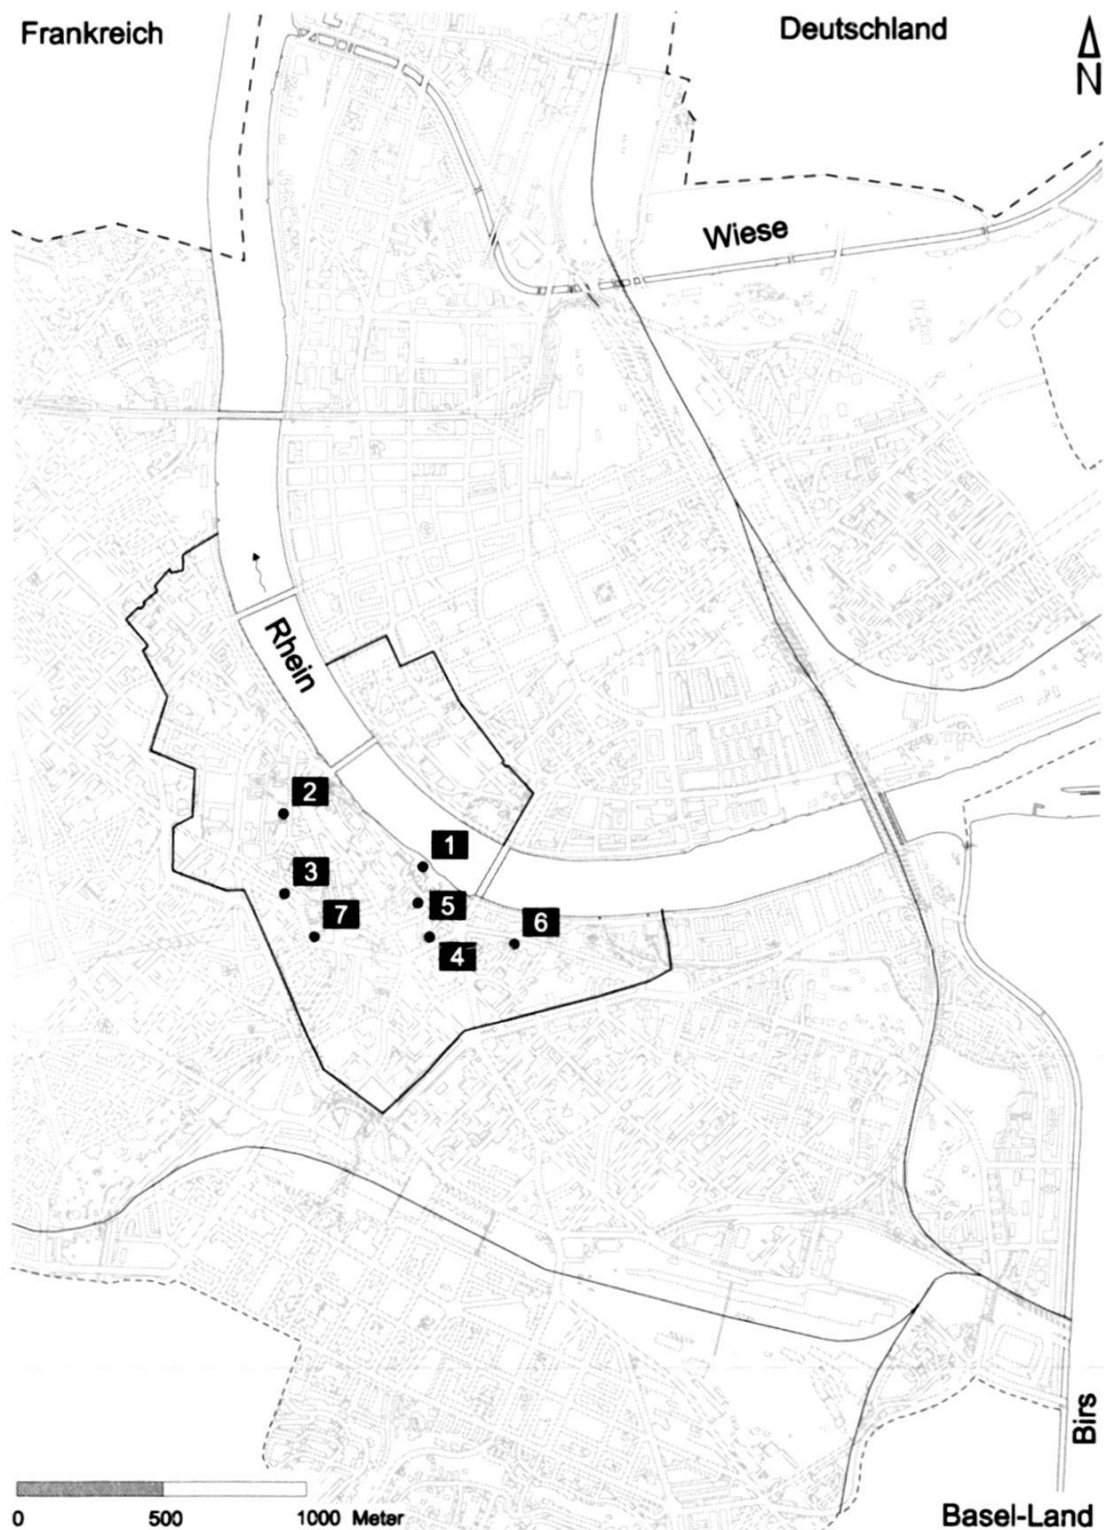 Frankreich
Deutschland
N
Wiese
Rhein
2
1
3
5
7
6
4
Birs
0 500 1000 Meter
Basel-Land